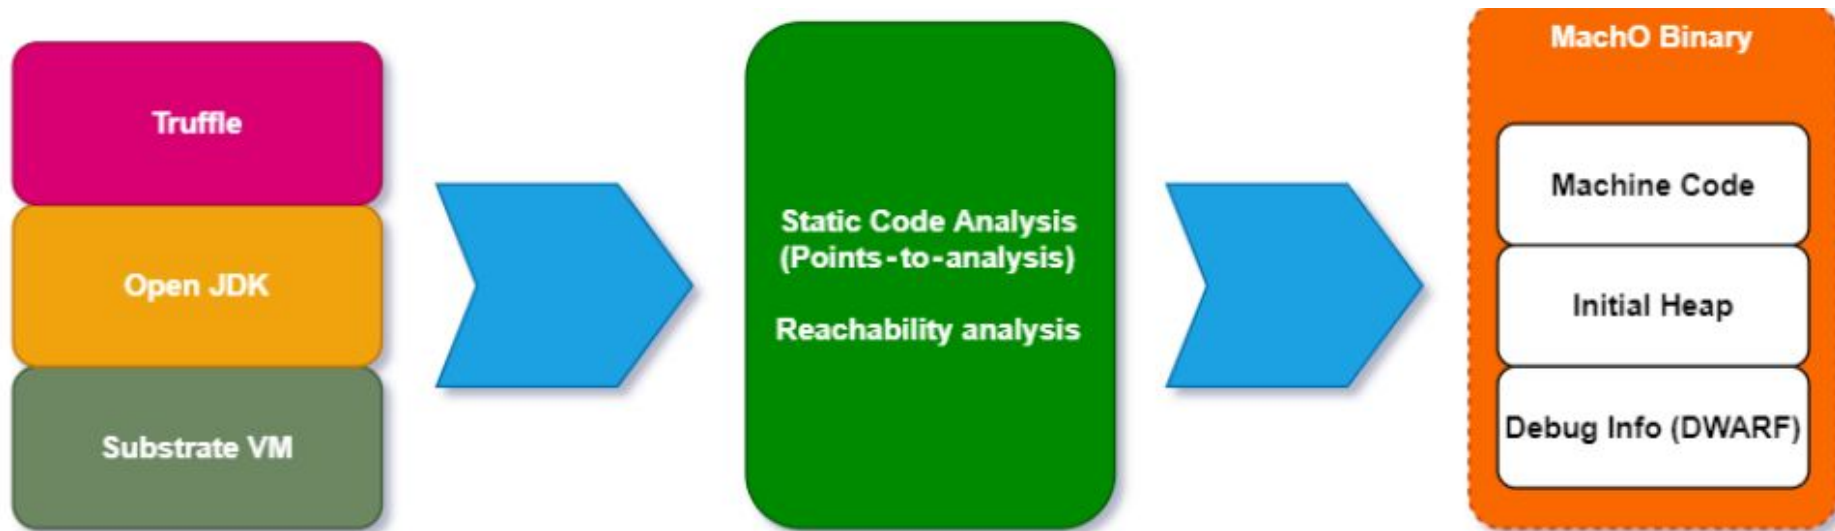 Truffle
Open JDK
Substrate VM
Static Code Analysis
(Points-to-analysis)
Reachability analysis
MachO Binary
Machine Code
Initial Heap
Debug Info (DWARF)